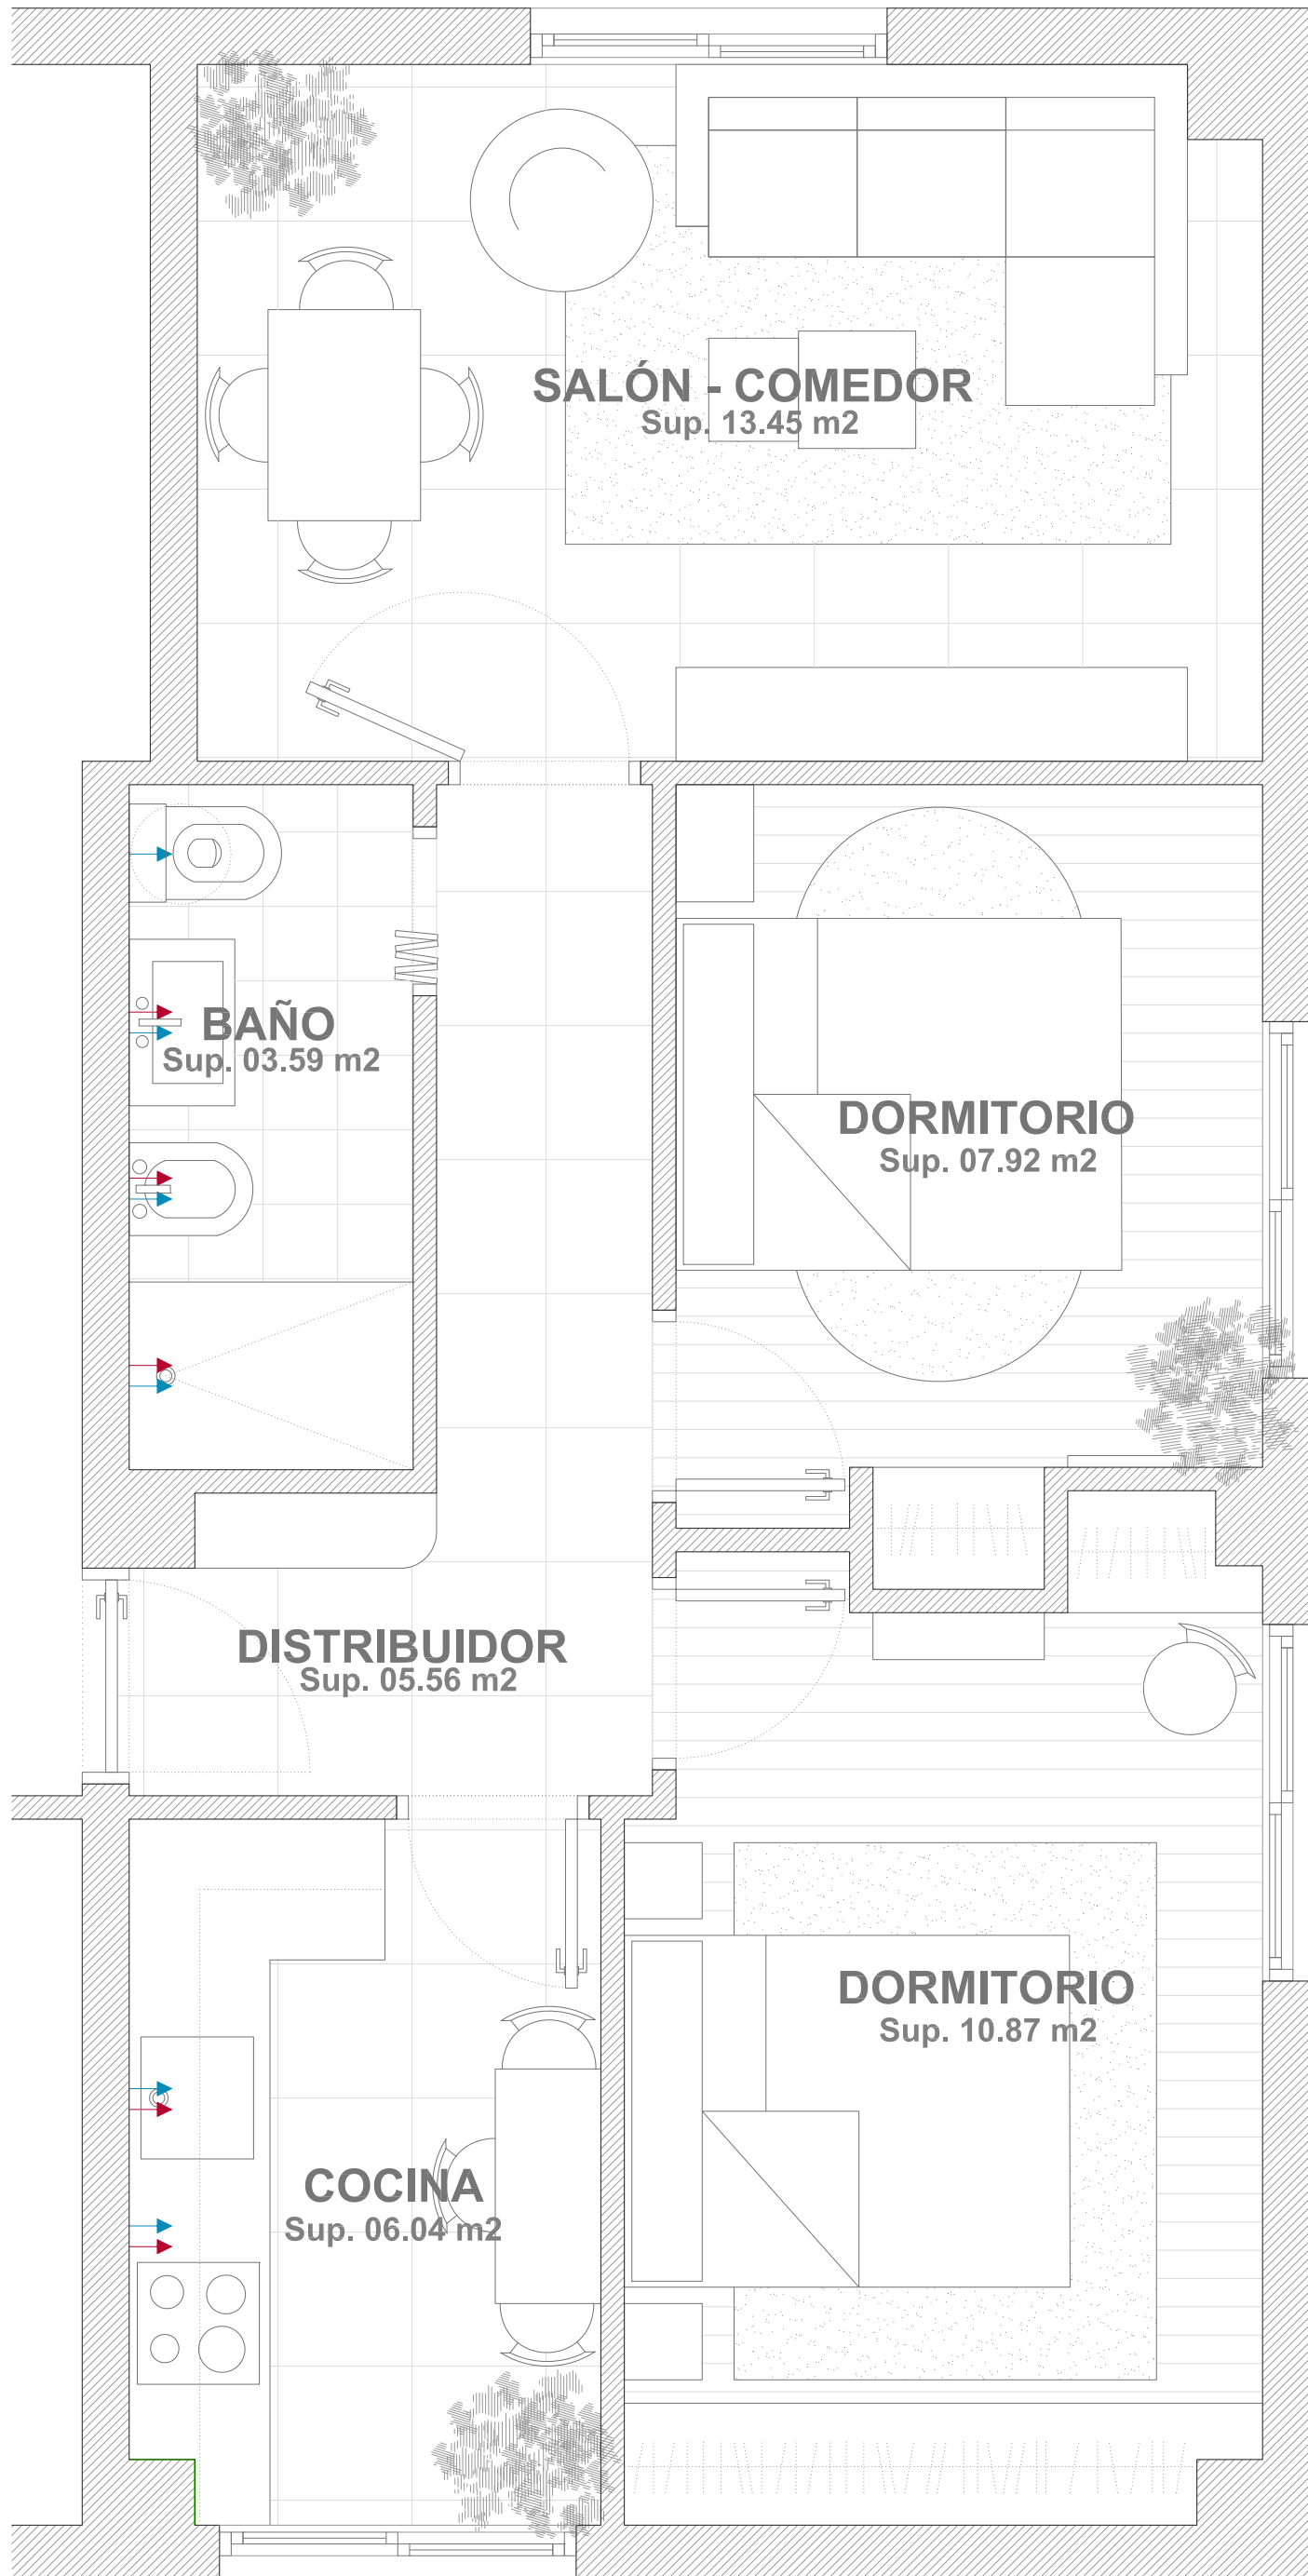 SALÓN - COMEDOR
Sup. 13.45 m2
BAÑO
Sup. 03.59 m2
DORMITORIO
Sup. 07.92 m2
DISTRIBUIDOR
Sup. 05.56 m2
DORMITORIO
Sup. 10.87 m2
COCINA
Sup. 06.04 m2